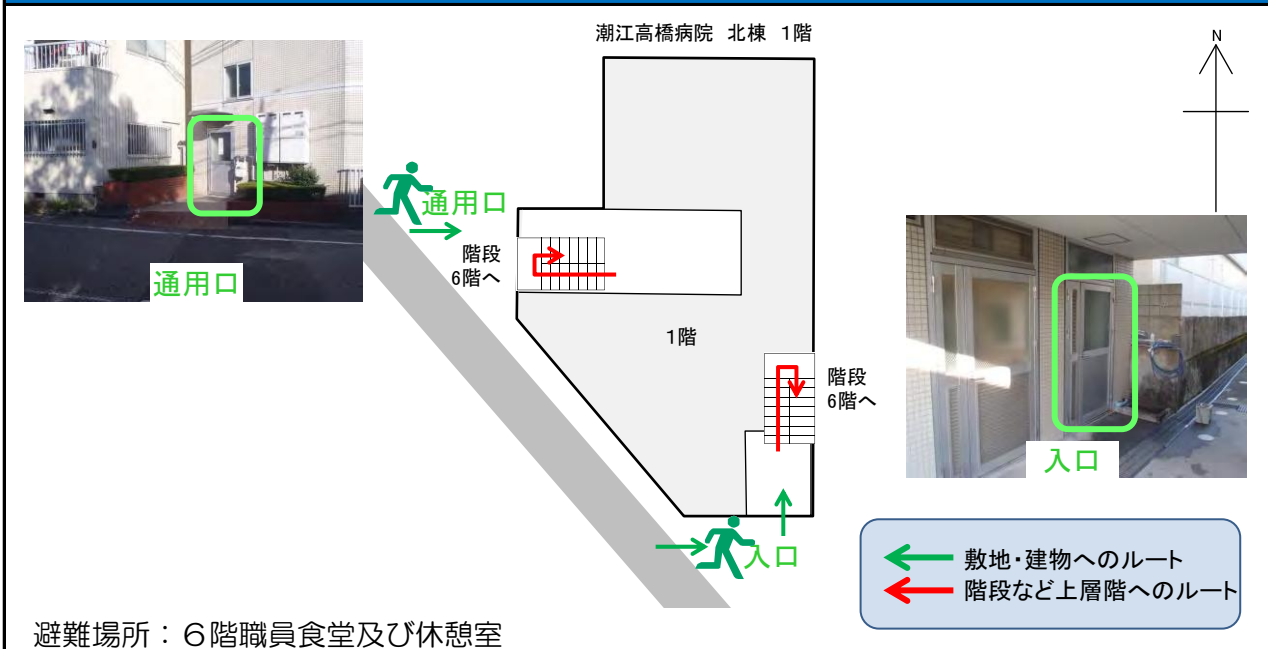 潮江高橋病院 北棟 1階
N
通用口
通用口
階段
6階へ
1階
階段
6階へ
入口
入口
敷地・建物へのルート
階段など上層階へのルート
避難場所：６階職員食堂及び休憩室